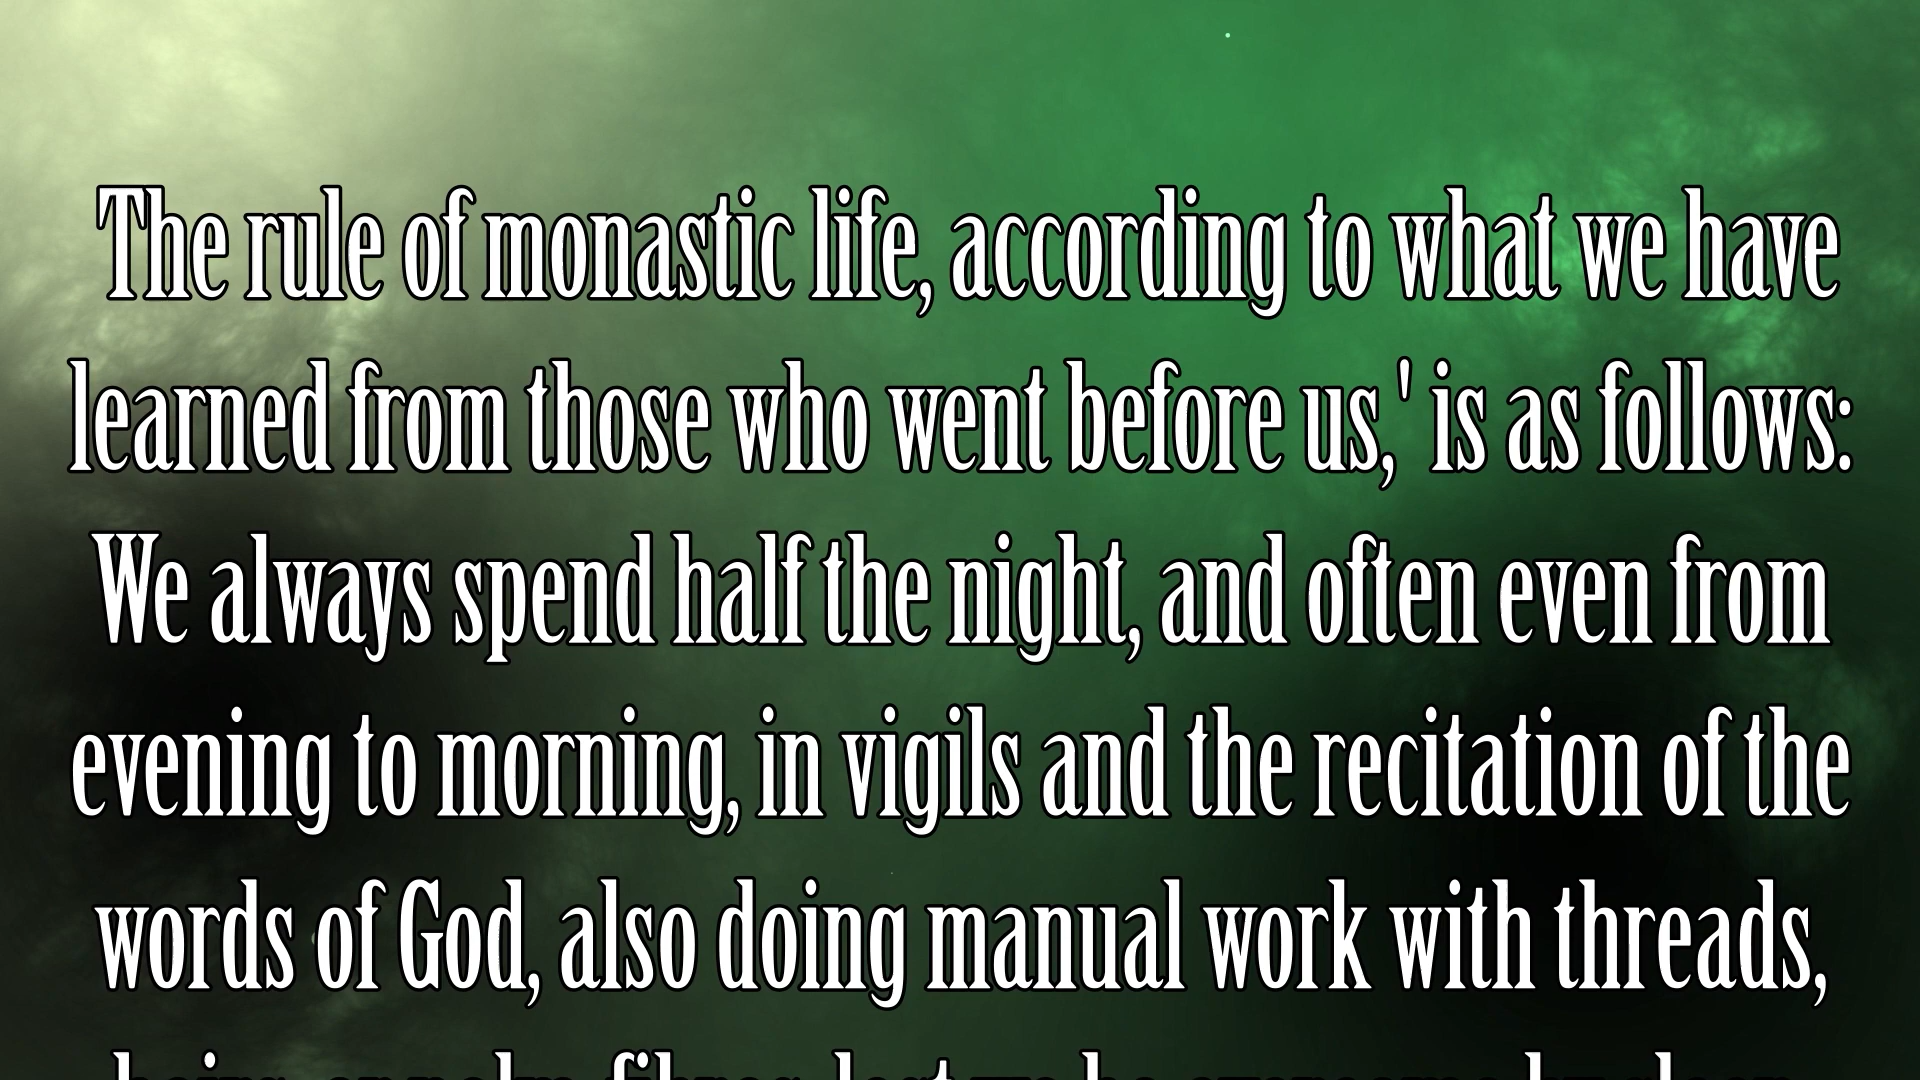 The rule of monastic life, according to what we have
learned from those who went before us,' is as follows:
We always spend half the night, and often even from
evening to morning, in vigils and the recitation of the
words of God, also doing manual work with threads,